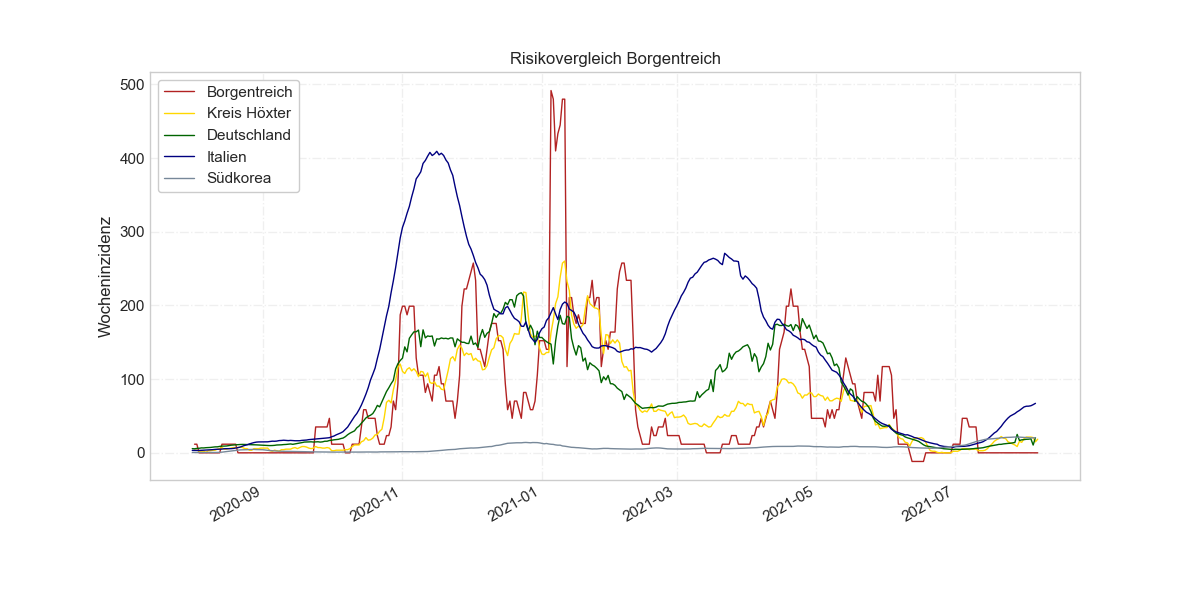 Risikovergleich Borgentreich
Wocheninzidenz
500
400
300
200
100
0
Borgentreich
Kreis Höxter
Deutschland
Italien
Südkorea
2020-09
2020-11
2021-01
2021-03
2021-05
2021-07